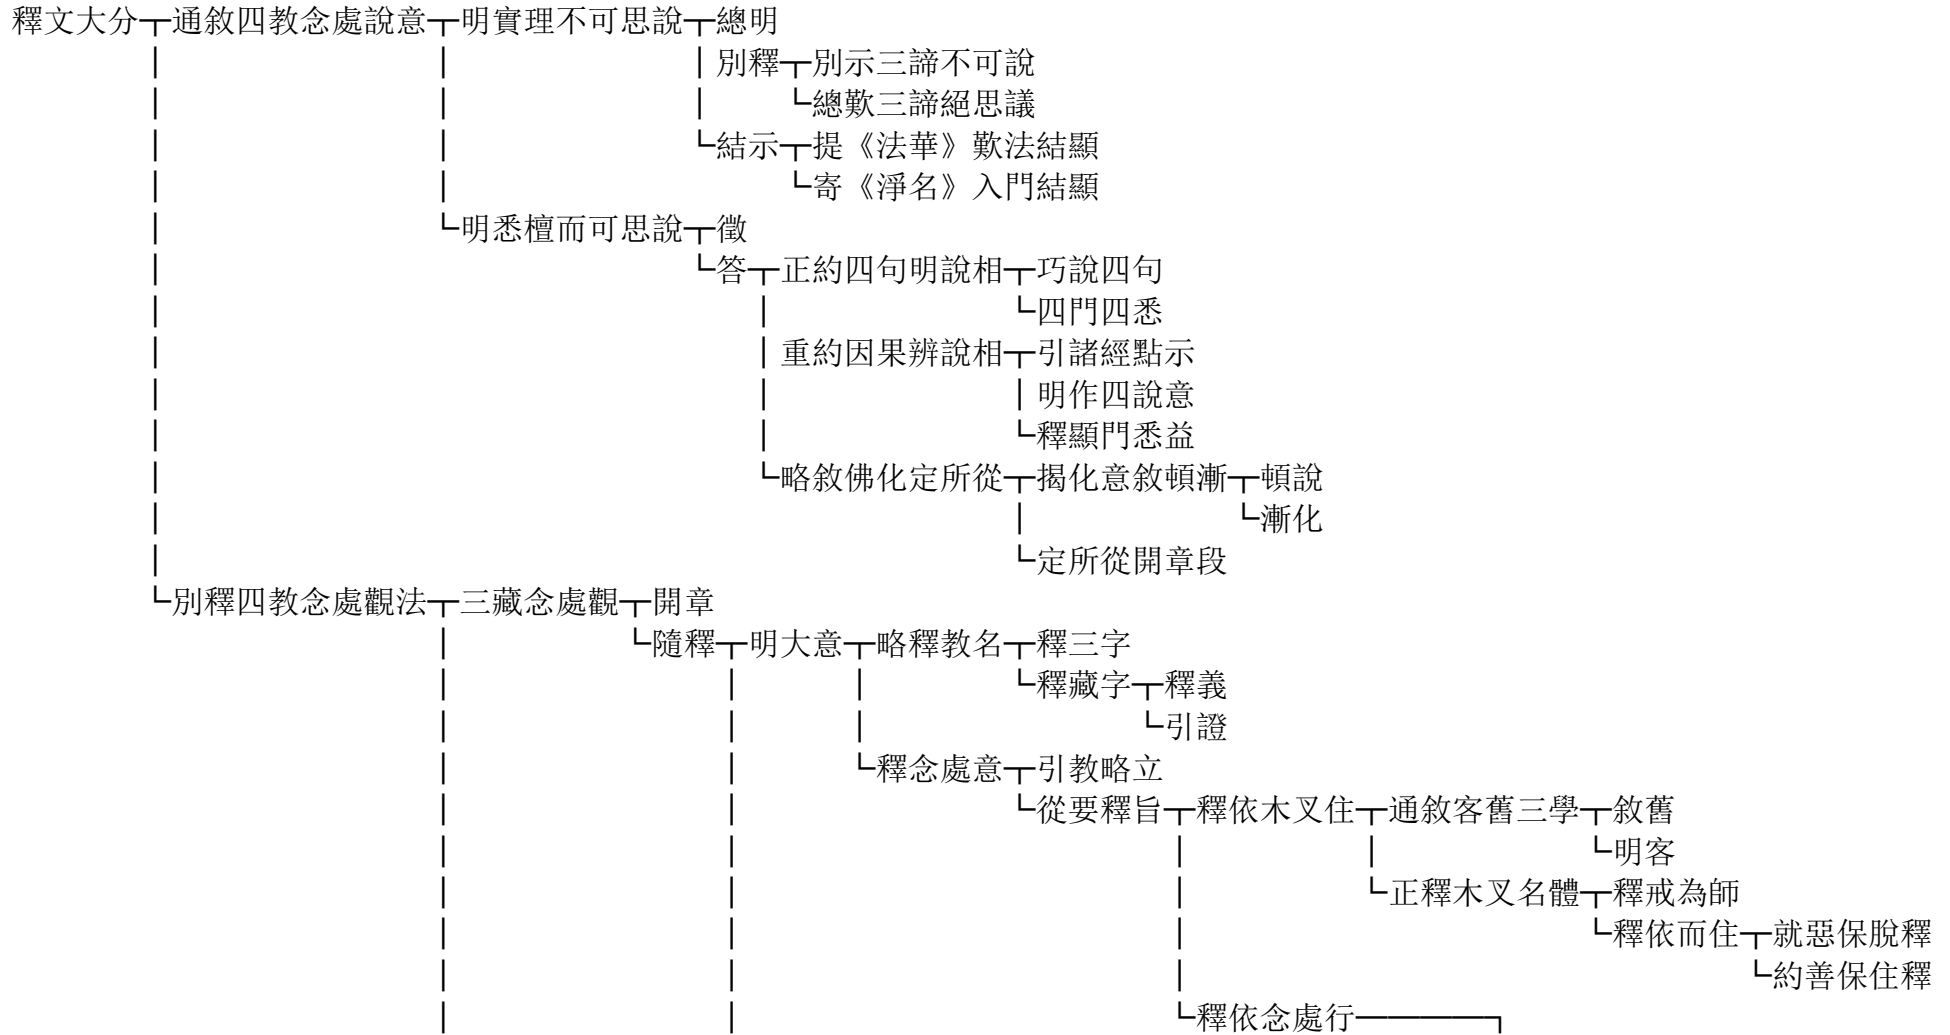 釋文大分┬通敘四教念處說意┬明實理不可思說┬總明
｜｜｜別釋┬別示三諦不可說
｜｜｜└總歎三諦絕思議
｜｜└結示┬提《法華》歎法結顯
｜｜└寄《淨名》入門結顯
｜└明悉檀而可思說┬徵
｜└答┬正約四句明說相┬巧說四句
｜｜└四門四悉
｜｜重約因果辨說相┬引諸經點示
｜｜｜明作四說意
｜｜└釋顯門悉益
｜└略敘佛化定所從┬揭化意敘頓漸┬頓說
｜｜└漸化
｜└定所從開章段
└別釋四教念處觀法┬三藏念處觀┬開章
｜└隨釋┬明大意┬略釋教名┬釋三字
｜｜｜└釋藏字┬釋義
｜｜｜└引證
｜｜└釋念處意┬引教略立
｜｜└從要釋旨┬釋依木叉住┬通敘客舊三學┬敘舊
｜｜｜｜└明客
｜｜｜└正釋木叉名體┬釋戒為師
｜｜｜└釋依而住┬就惡保脫釋
｜｜｜└約善保住釋
｜｜└釋依念處行─────┐